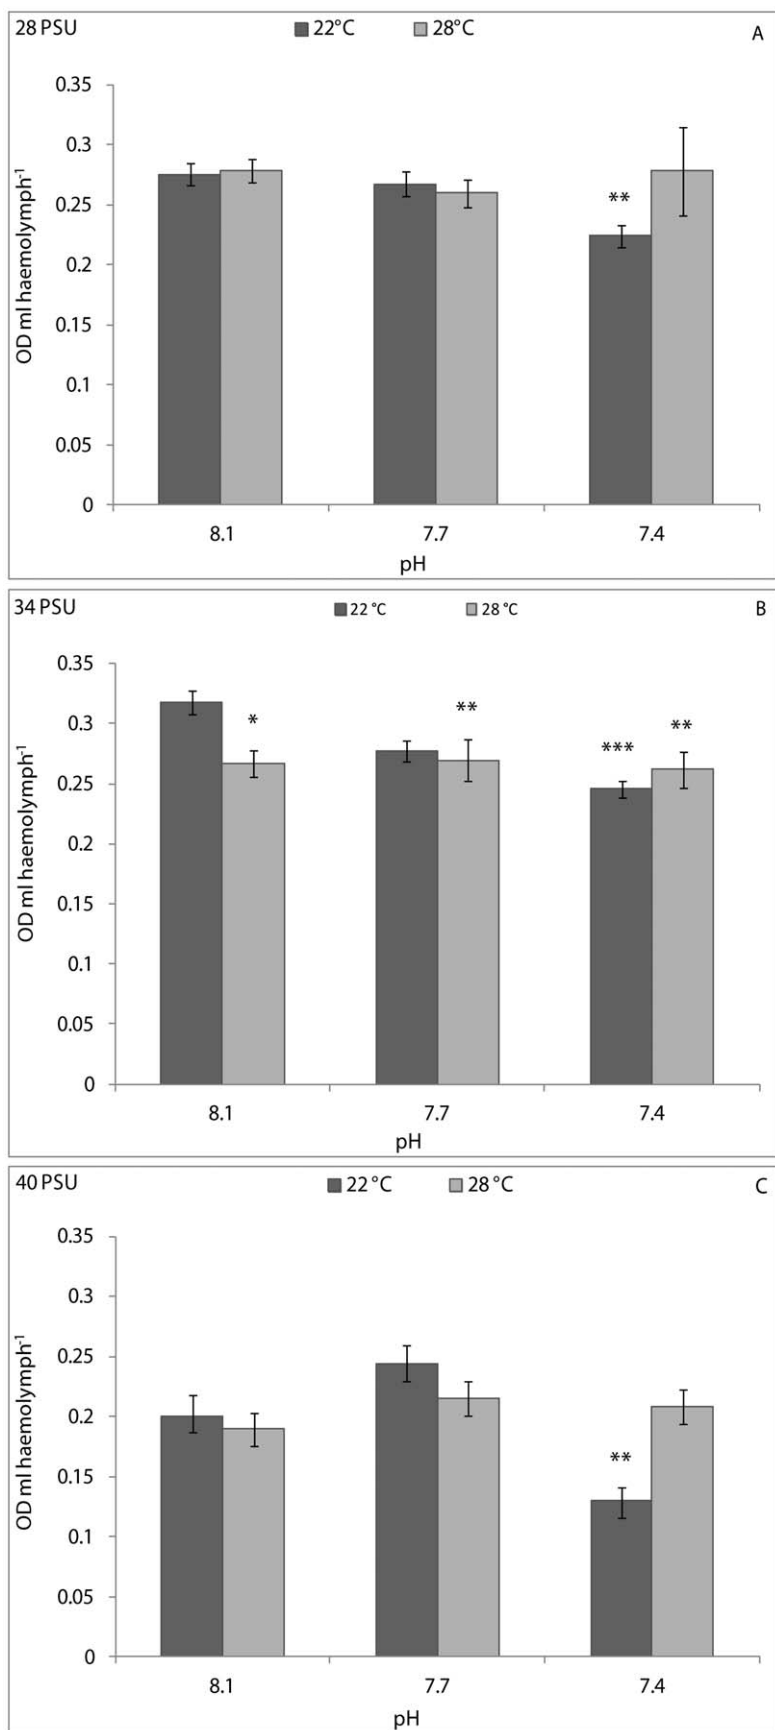 28 PSU 22°C 28°C A
0.35
0.3
0.25
0.2
0.15
0.1
0.05
0
OD ml haemolymph-1
**
8.1 7.7 7.4
pH
34 PSU 22 °C 28 °C B
0.35
0.3
0.25
0.2
0.15
0.1
0.05
0
OD ml haemolymph-1
* ** *** **
8.1 7.7 7.4
pH
40 PSU 22 °C 28 °C C
0.35
0.3
0.25
0.2
0.15
0.1
0.05
0
OD ml haemolymph-1
**
8.1 7.7 7.4
pH